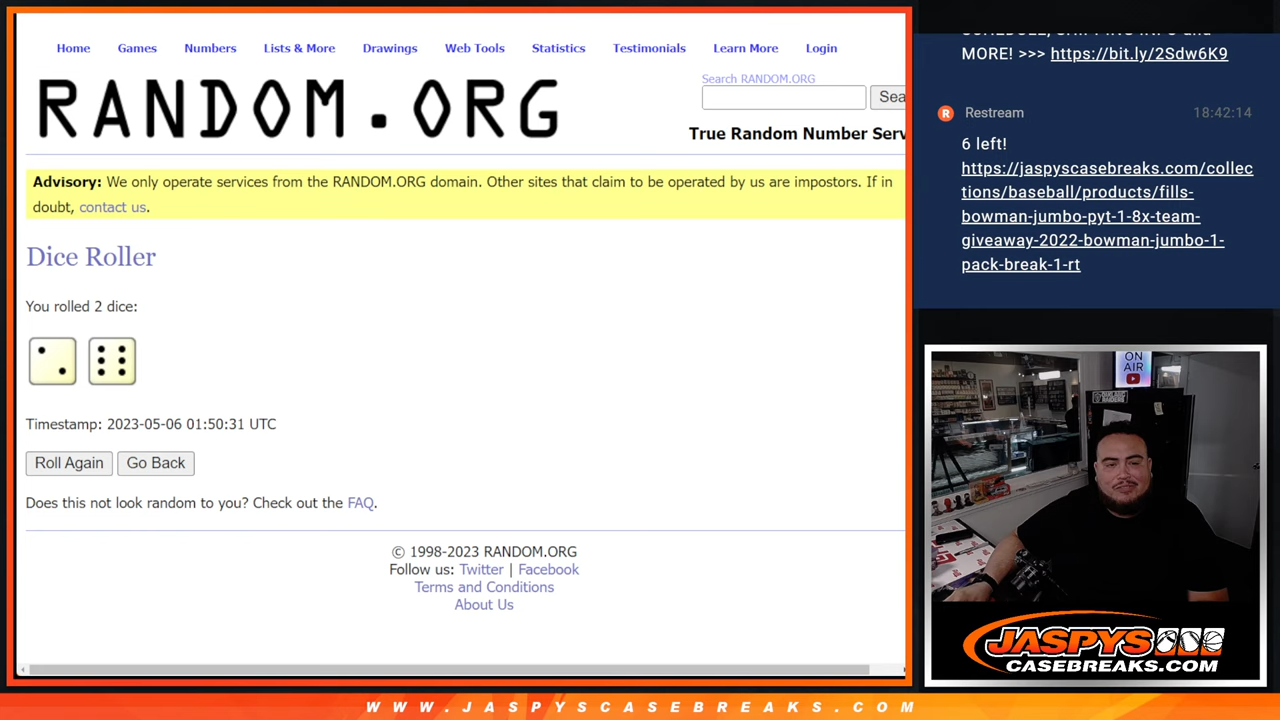 Home Games Numbers Lists & More Drawings Web Tools Statistics Testimonials Learn More Login
RANDOM.ORG
Search RANDOM.ORG
Sea
True Random Number Serv
Advisory: We only operate services from the RANDOM.ORG domain. Other sites that claim to be operated by us are impostors. If in
doubt, contact us.
Dice Roller
You rolled 2 dice:
Timestamp: 2023-05-06 01:50:31 UTC
Roll Again Go Back
Does this not look random to you? Check out the FAQ.
© 1998-2023 RANDOM.ORG
Follow us: Twitter | Facebook
Terms and Conditions
About Us
MORE! >>> https://bit.ly/2Sdw6K9
R Restream 18:42:14
6 left!
https://jaspyscasebreaks.com/collec
tions/baseball/products/fills-
bowman-jumbo-pyt-1-8x-team-
giveaway-2022-bowman-jumbo-1-
pack-break-1-rt
ON
AIR
JASPYS
CASEBREAKS.COM
WWW.JASPYSCASEBREAKS.COM